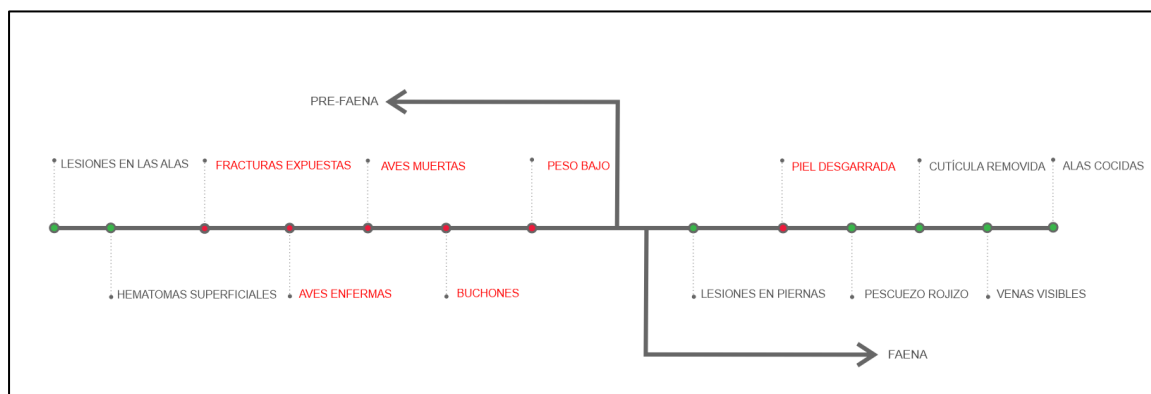 PRE-FAENA
LESIONES EN LAS ALAS
FRACTURAS EXPUESTAS
AVES MUERTAS
PESO BAJO
PIEL DESGARRADA
CUTÍCULA REMOVIDA
ALAS COCIDAS
HEMATOMAS SUPERFICIALES
AVES ENFERMAS
BUCHONES
LESIONES EN PIERNAS
PESCUEZO ROJIZO
VENAS VISIBLES
FAENA